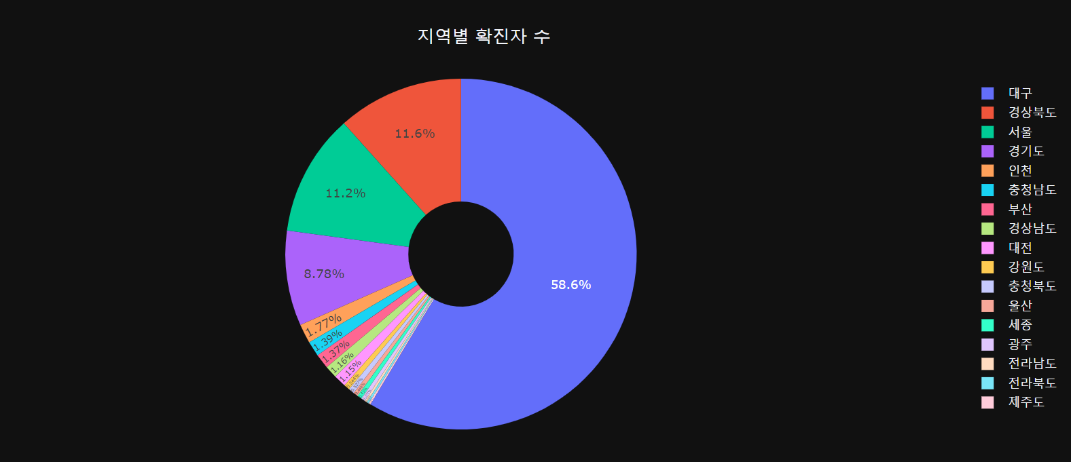 지역별 확진자 수
11.6%
11.2%
8.78%
58.6%
1.77%
1.39%
1.37%
1.16%
1.15%
대구
경상북도
서울
경기도
인천
충청남도
부산
경상남도
대전
강원도
충청북도
울산
세종
광주
전라남도
전라북도
제주도